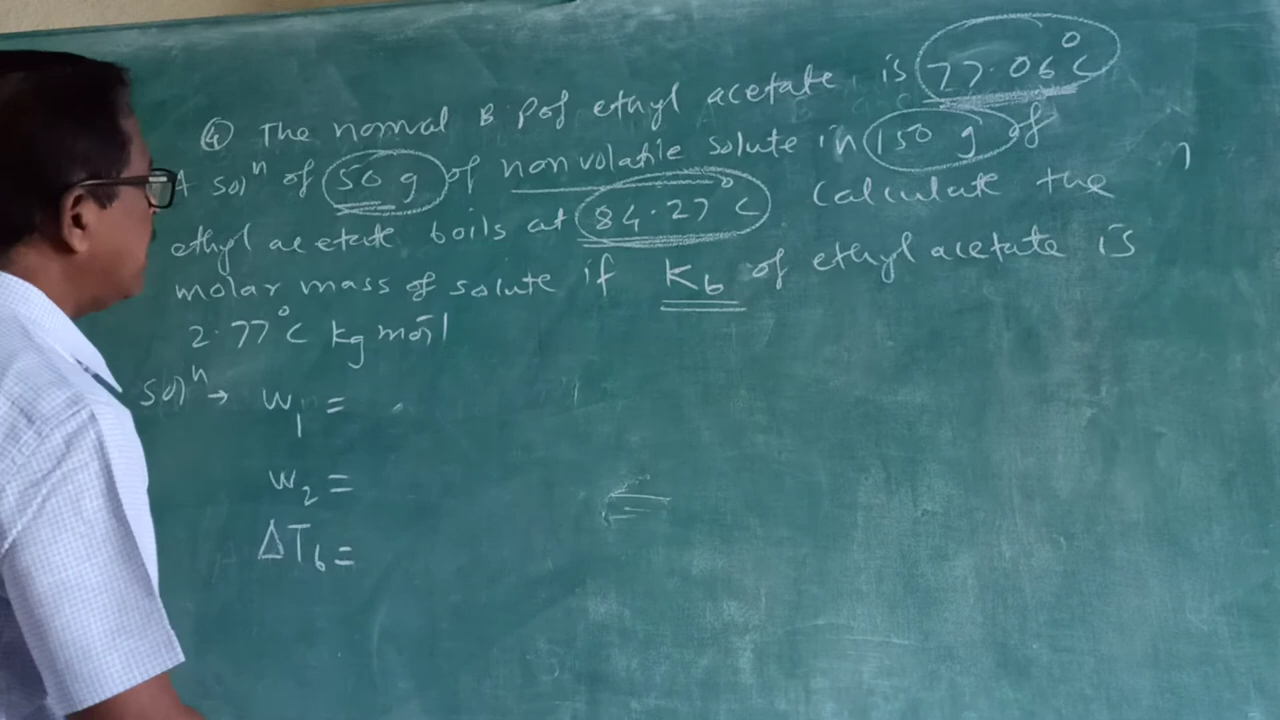 ④ The normal B.P of ethyl acetate is 77.06°C
A solⁿ of 50 g of nonvolatile solute in 150 g of
ethyl acetate boils at 84.27°C calculate the
molar mass of solute if Kb of ethyl acetate is
2.77°C kg mol⁻¹
Solⁿ → W₁ =
W₂ =
ΔTb =